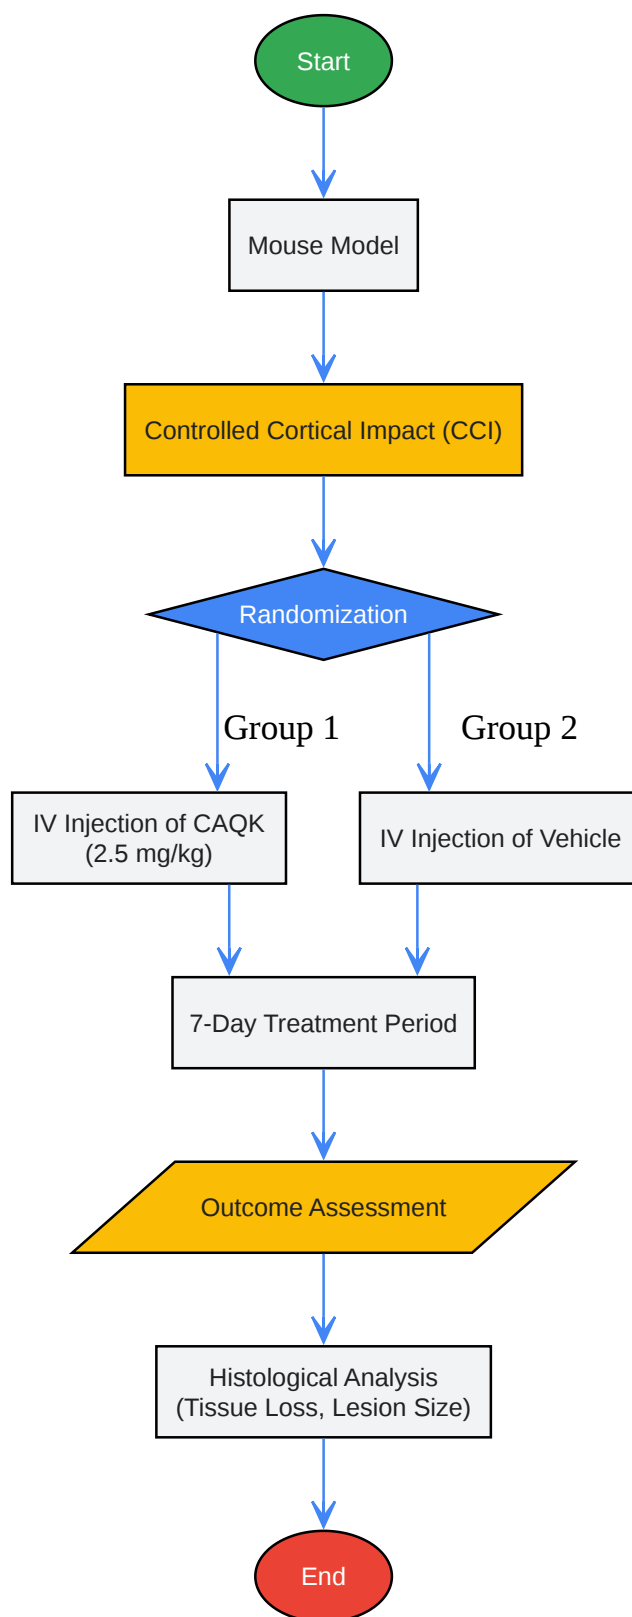 Start
Mouse Model
Controlled Cortical Impact (CCI)
Randomization
Group 1
Group 2
IV Injection of CAQK
(2.5 mg/kg)
IV Injection of Vehicle
7-Day Treatment Period
Outcome Assessment
Histological Analysis
(Tissue Loss, Lesion Size)
End